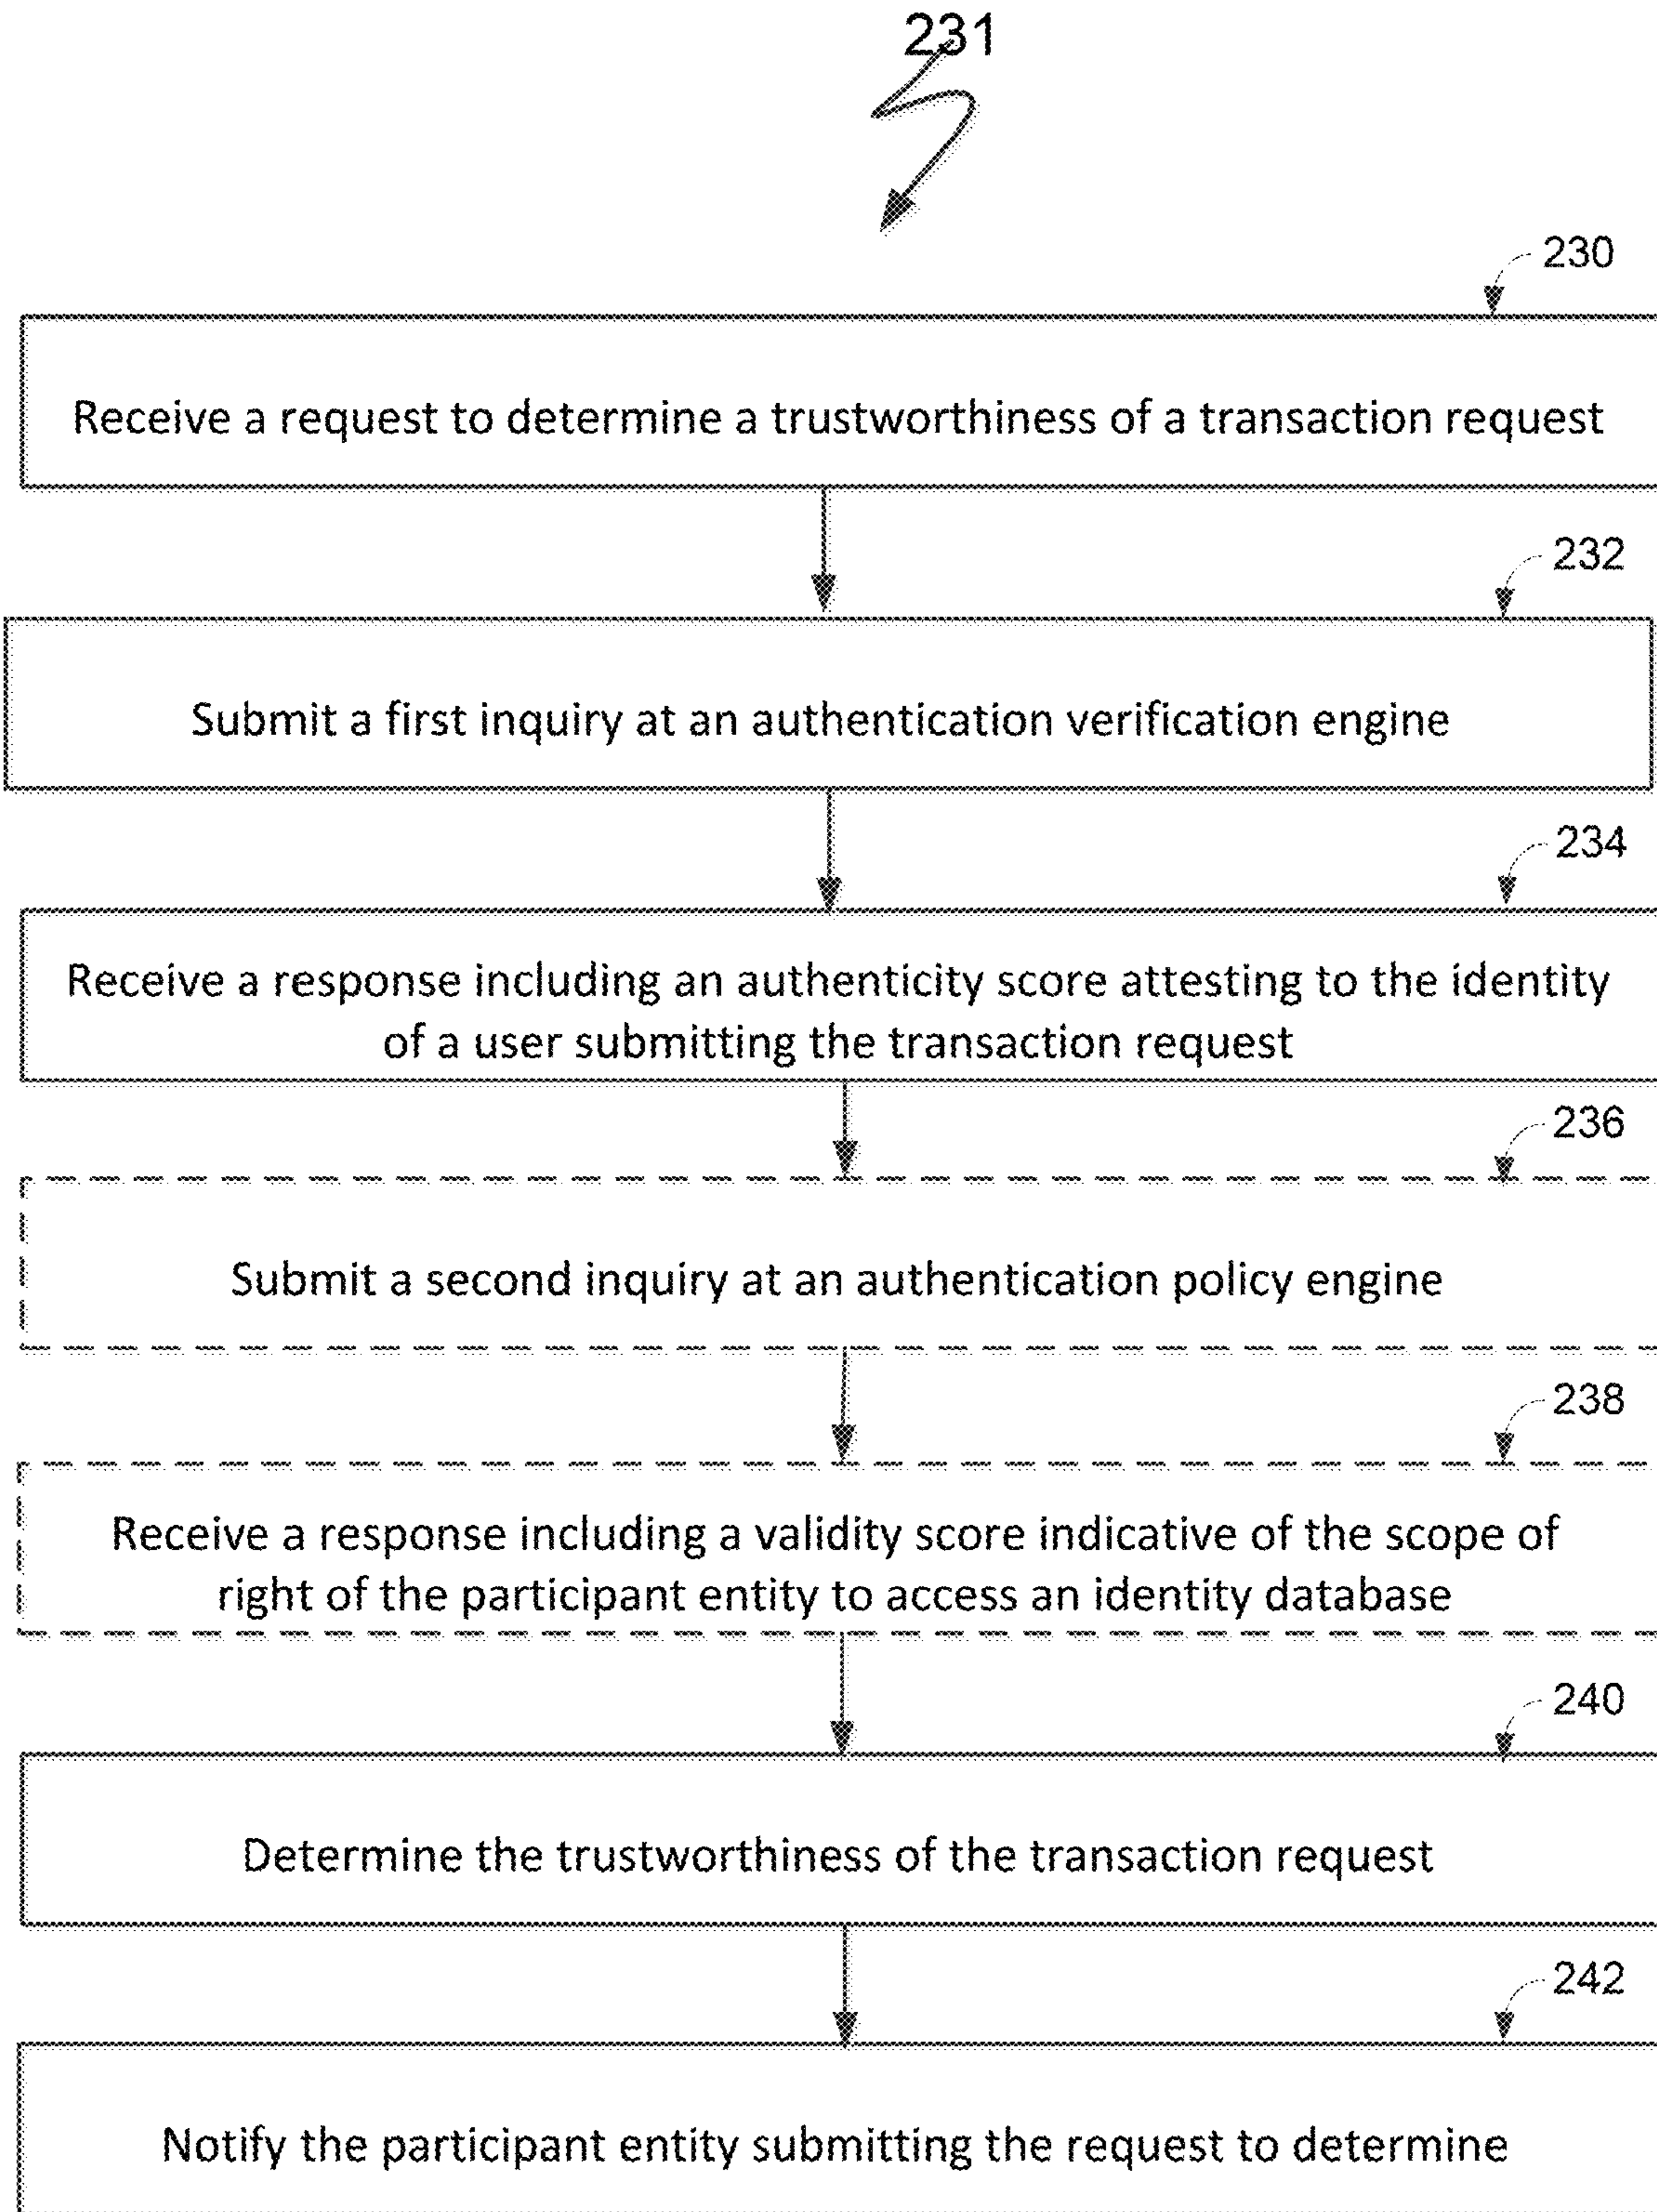 231
230
Receive a request to determine a trustworthiness of a transaction request
232
Submit a first inquiry at an authentication verification engine
234
Receive a response including an authenticity score attesting to the identity
of a user submitting the transaction request
236
Submit a second inquiry at an authentication policy engine
238
Receive a response including a validity score indicative of the scope of
right of the participant entity to access an identity database
240
Determine the trustworthiness of the transaction request
242
Notify the participant entity submitting the request to determine